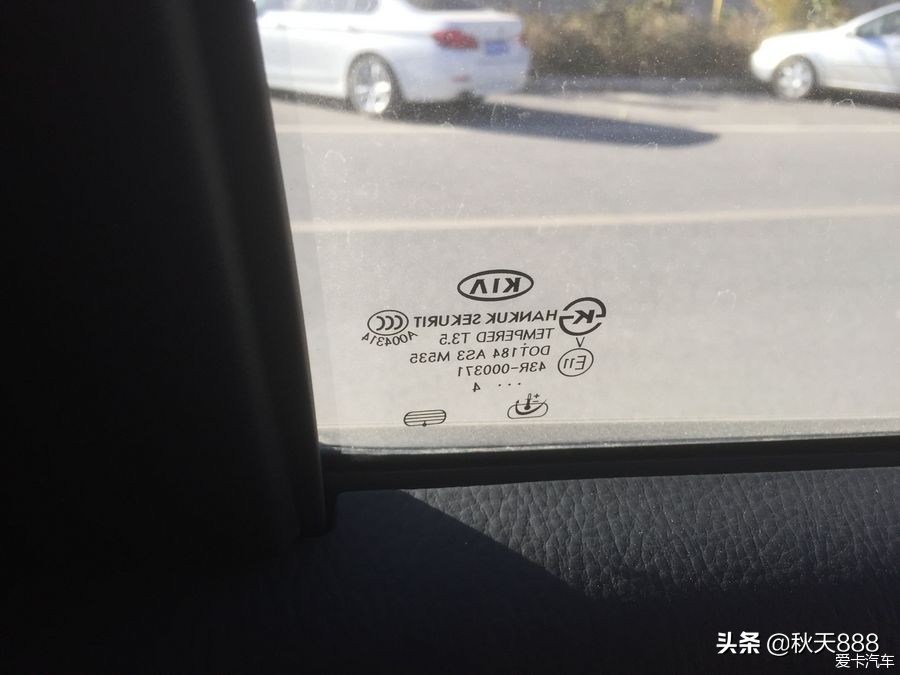 KIA
HANKUK SEKURIT
CCC
A004314
TEMPERED T3.5
DOT184 AS3 M535
E11
43R-000371
... 4
头条 @秋天888
爱卡汽车